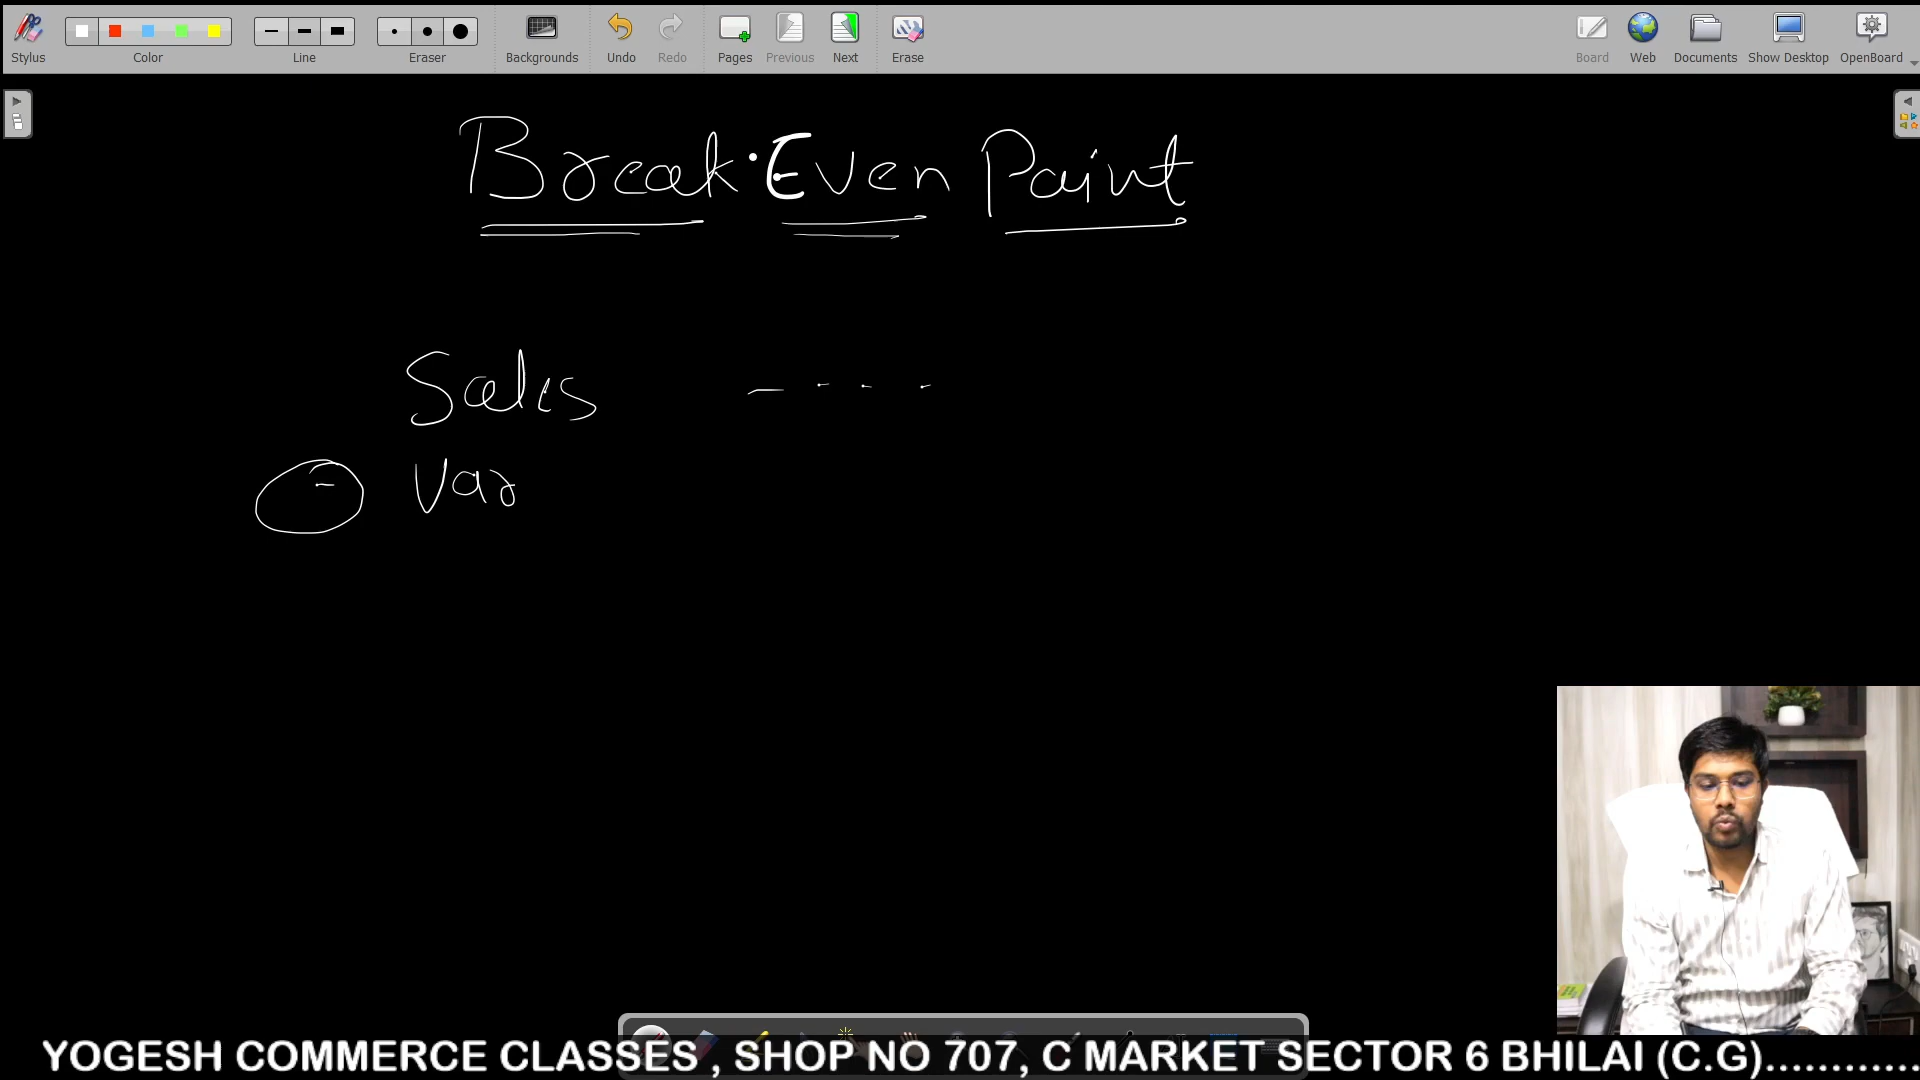 Stylus Color Line Eraser Backgrounds Undo Redo Pages Previous Next Erase Board Web Documents Show Desktop OpenBoard
Break Even Point
Sales - - - -
- Var
YOGESH COMMERCE CLASSES , SHOP NO 707, C MARKET SECTOR 6 BHILAI (C.G)............